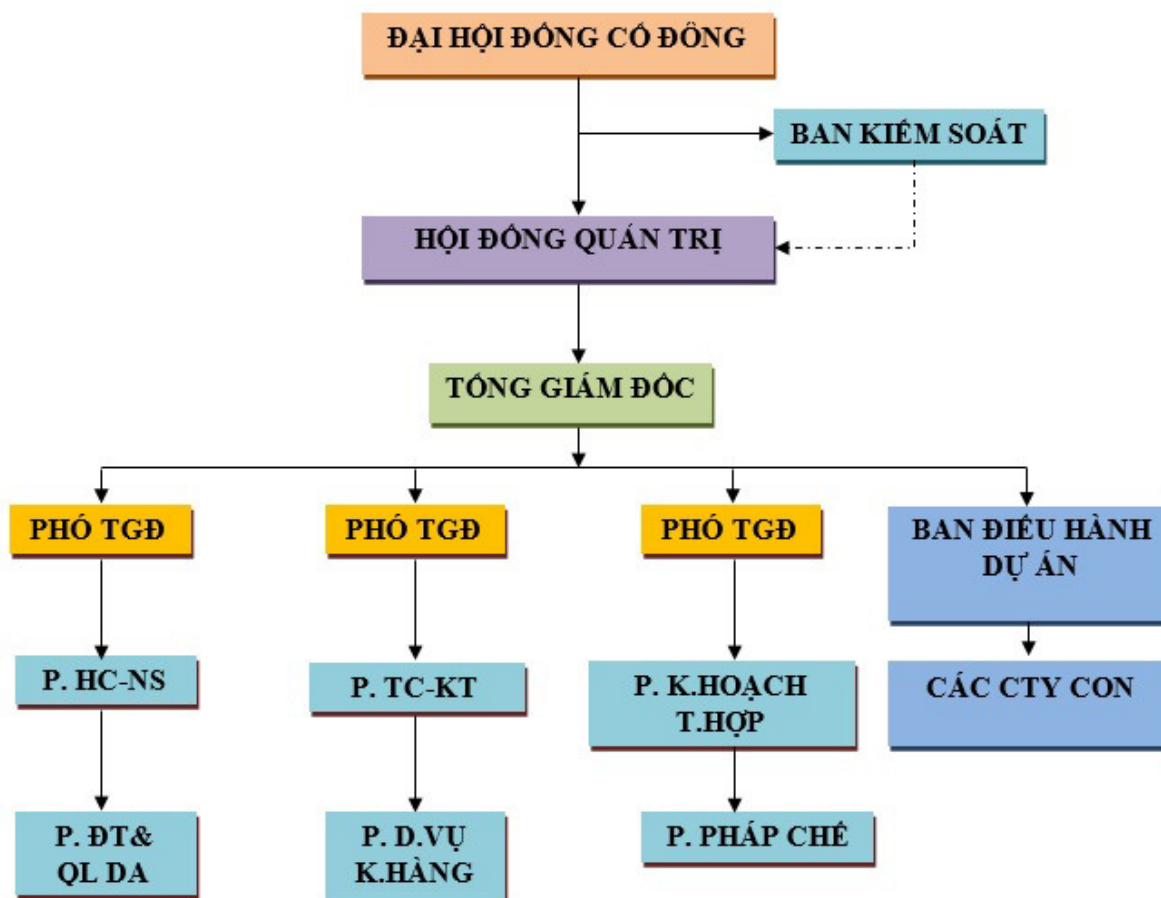 ĐẠI HỘI ĐỒNG CỔ ĐÔNG
BAN KIỂM SOÁT
HỘI ĐỒNG QUẢN TRỊ
TỔNG GIÁM ĐỐC
PHÓ TGĐ
PHÓ TGĐ
PHÓ TGĐ
BAN ĐIỀU HÀNH
DỰ ÁN
P. HC-NS
P. TC-KT
P. K.HOẠCH
T.HỢP
CÁC CTY CON
P. ĐT&
QL DA
P. D.VỤ
K.HÀNG
P. PHÁP CHẾ